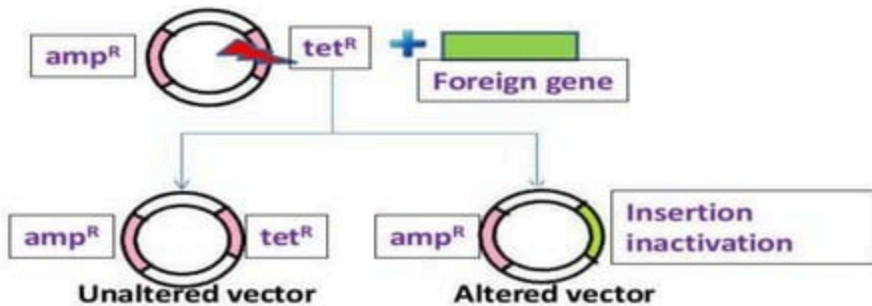 amp^R tet^R
Foreign gene
amp^R tet^R amp^R Insertion
inactivation
Unaltered vector Altered vector